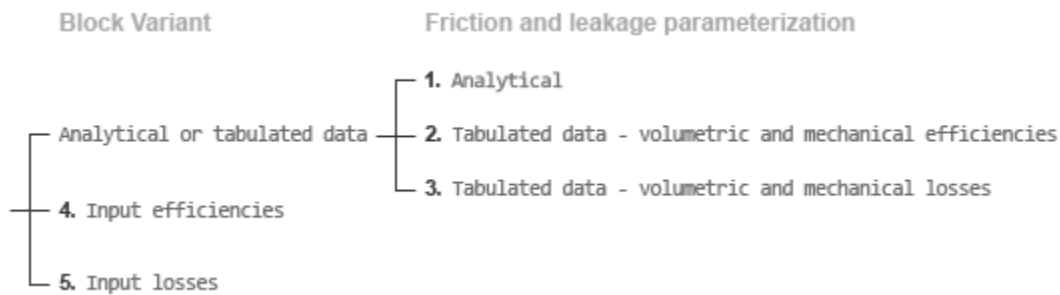 Block Variant
Friction and leakage parameterization
1. Analytical
Analytical or tabulated data
2. Tabulated data - volumetric and mechanical efficiencies
3. Tabulated data - volumetric and mechanical losses
4. Input efficiencies
5. Input losses